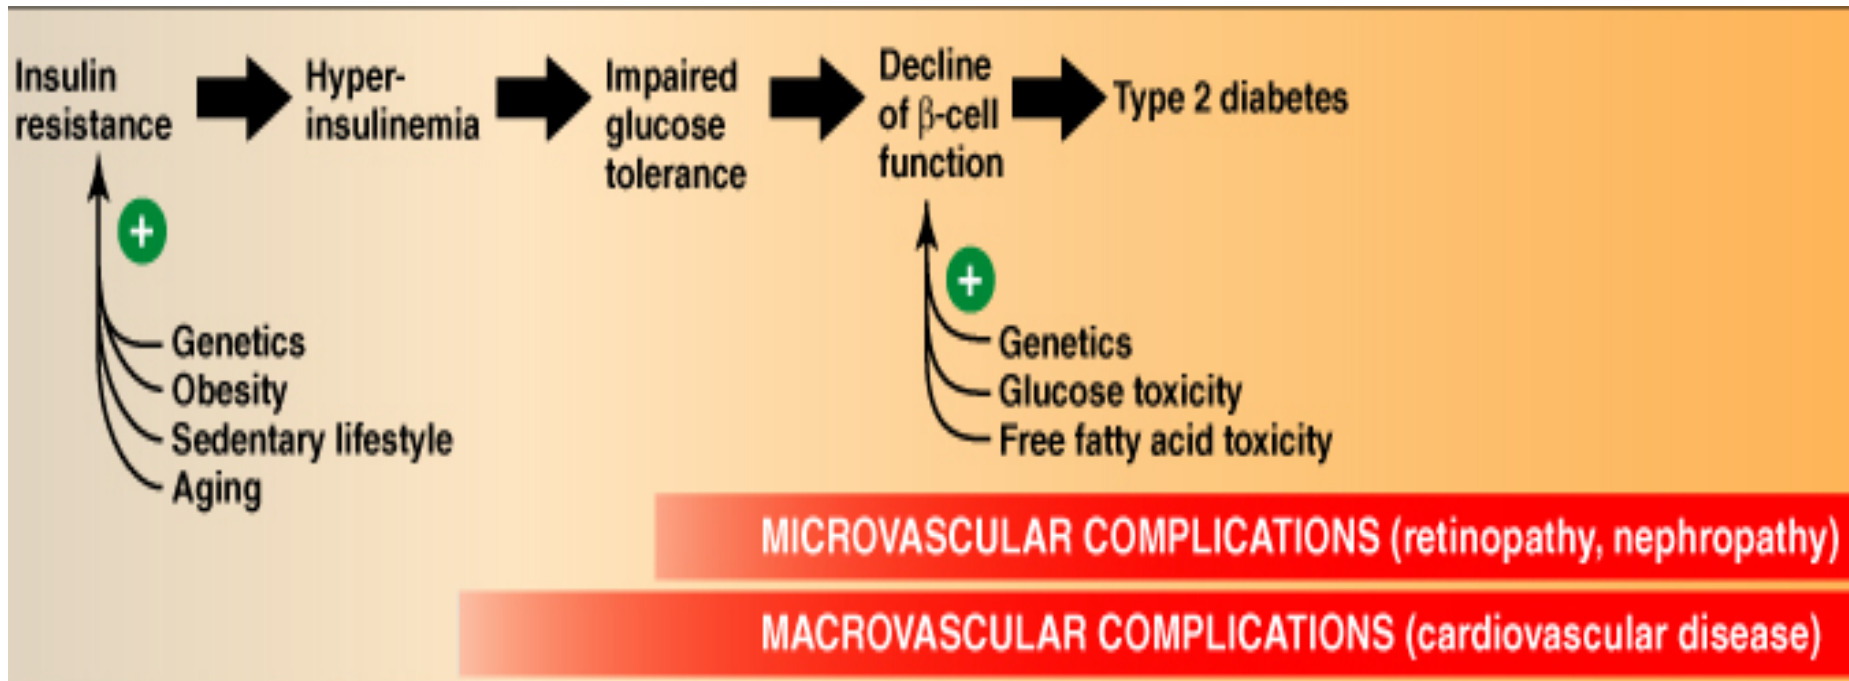 Insulin
resistance
Hyper-
insulinemia
Impaired
glucose
tolerance
Decline
of β-cell
function
Type 2 diabetes
+
Genetics
Obesity
Sedentary lifestyle
Aging
+
Genetics
Glucose toxicity
Free fatty acid toxicity
MICROVASCULAR COMPLICATIONS (retinopathy, nephropathy)
MACROVASCULAR COMPLICATIONS (cardiovascular disease)